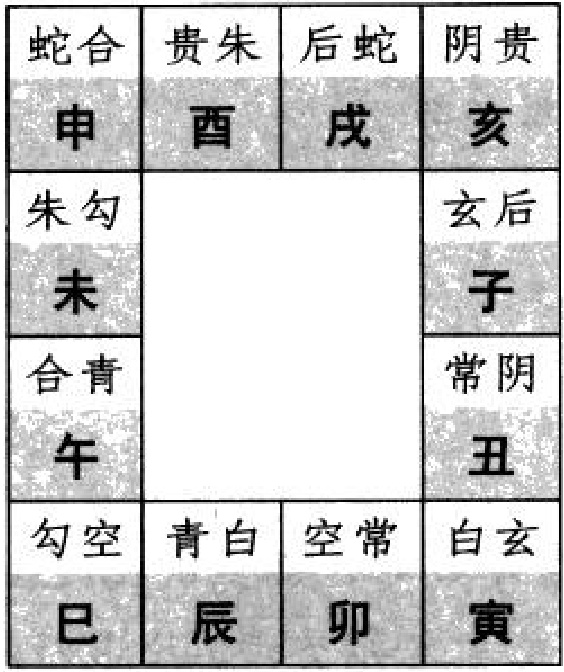 蛇合 贵朱 后蛇 阴贵
申 酉 戌 亥
朱勾 玄后
未 子
合青 常阴
午 丑
勾空 青白 空常 白玄
巳 辰 卯 寅